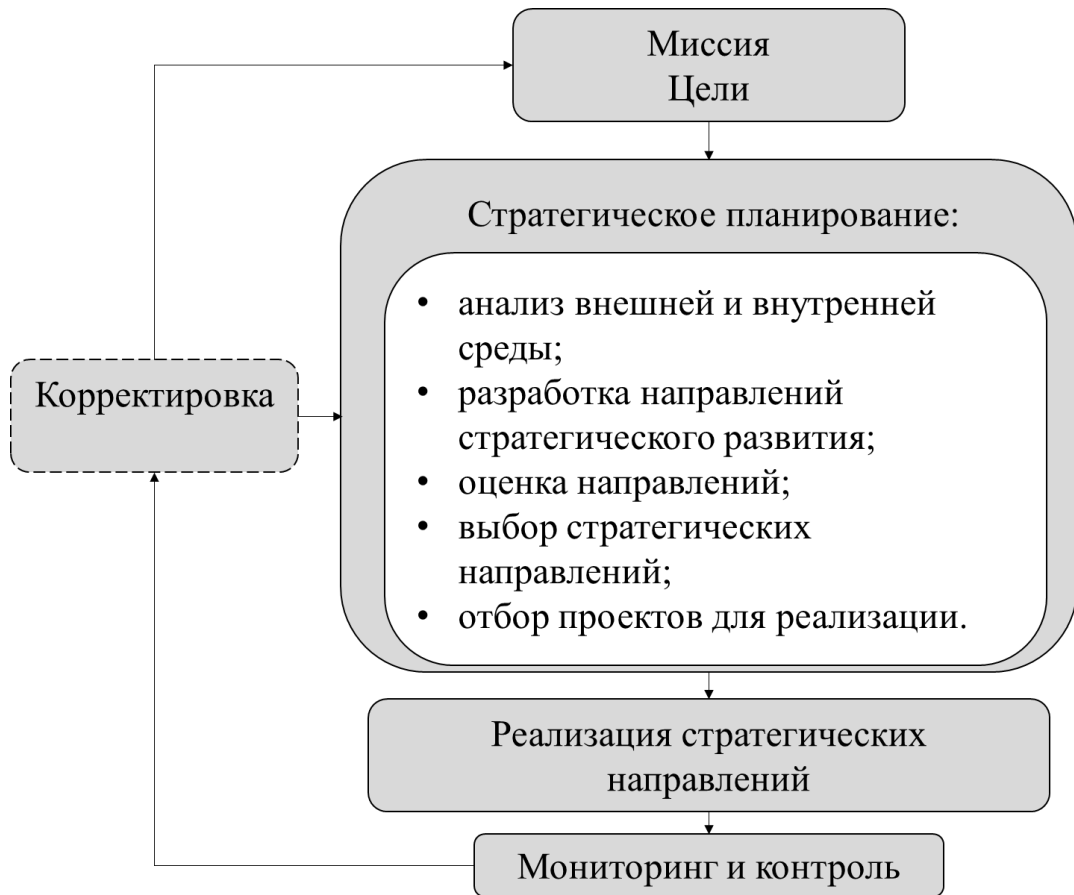 Миссия
Цели
Стратегическое планирование:
• анализ внешней и внутренней
среды;
• разработка направлений
стратегического развития;
• оценка направлений;
• выбор стратегических
направлений;
• отбор проектов для реализации.
Корректировка
Реализация стратегических
направлений
Мониторинг и контроль